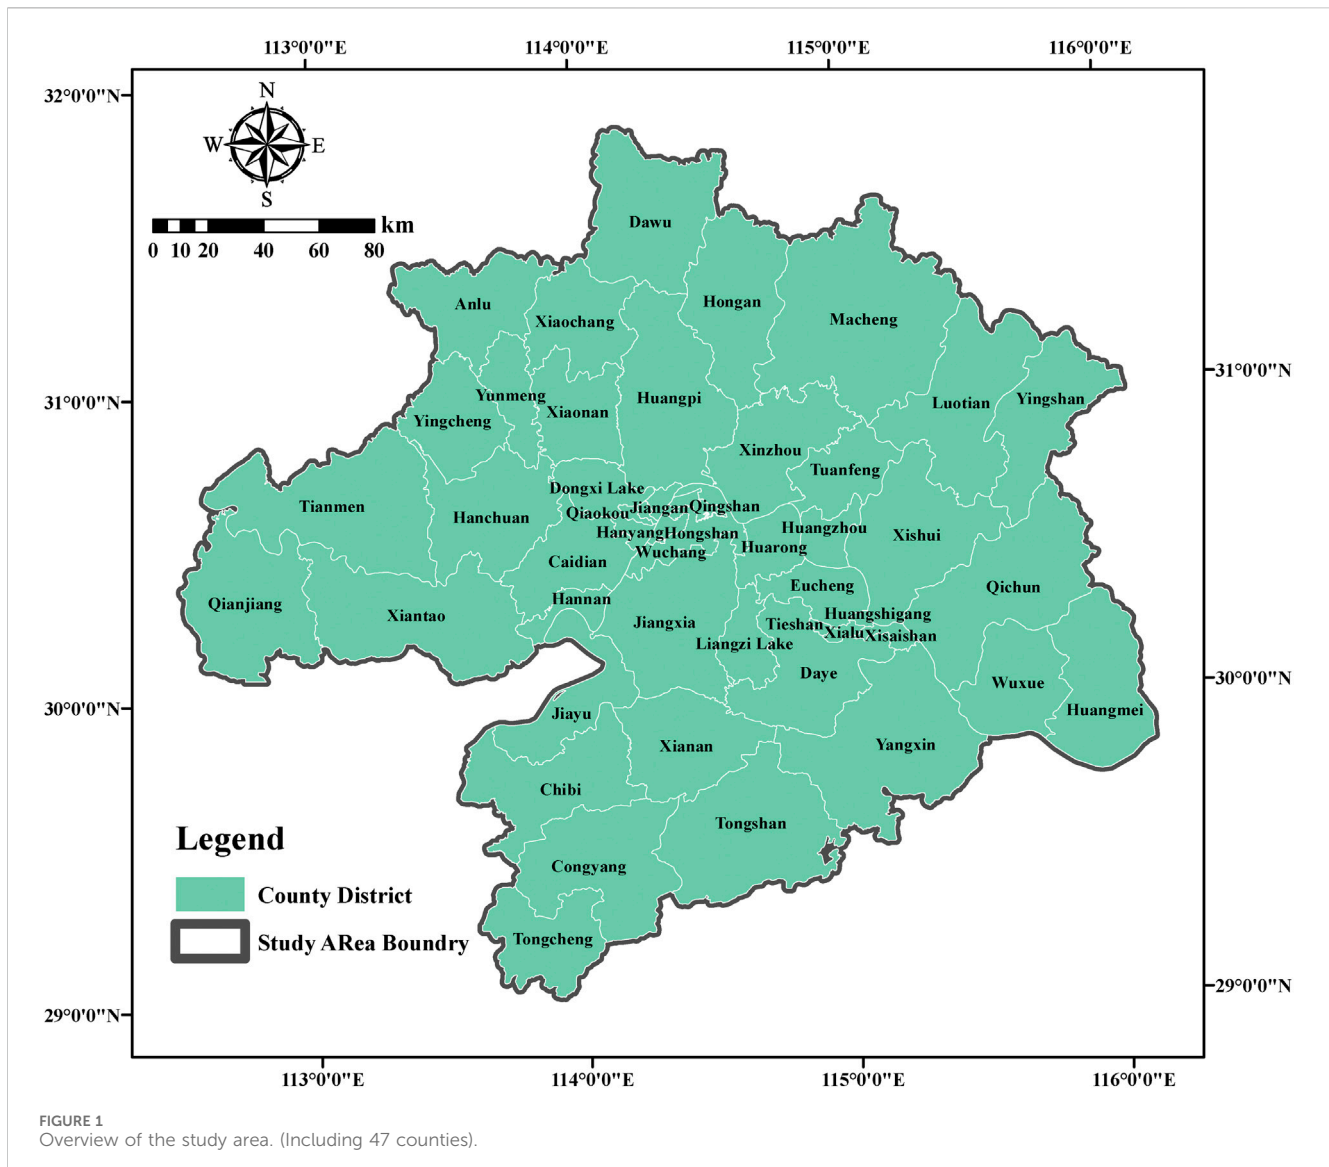 113°0'0"E 114°0'0"E 115°0'0"E 116°0'0"E
32°0'0"N
N
W E
S
km
0 10 20 40 60 80
Dawu
Anlu
Hongan
Xiaochang
Macheng
31°0'0"N
31°0'0"N
Yunmeng
Huangpi
Luotian
Yingshan
Xiaonan
Yingcheng
Xinzhou
Tuanfeng
Dongxi Lake
Tianmen
Jiangan
Qingshan
Qiaokou
Hanchuan
Huangzhou
Hanyang
Hongshan
Xishui
Huarong
Wuchang
Caidian
Eucheng
Qichun
Hannan
Qianjiang
Xiantao
Huangshigang
Jiangxia
Tieshan
Xialu
Xisaishan
Liangzi Lake
Daye
30°0'0"N
Wuxue
30°0'0"N
Huangmei
Jiayu
Xianan
Yangxin
Chibi
Tongshan
Legend
Congyang
County District
Tongcheng
Study ARea Boundry
29°0'0"N
29°0'0"N
113°0'0"E 114°0'0"E 115°0'0"E 116°0'0"E
FIGURE 1
Overview of the study area. (Including 47 counties).